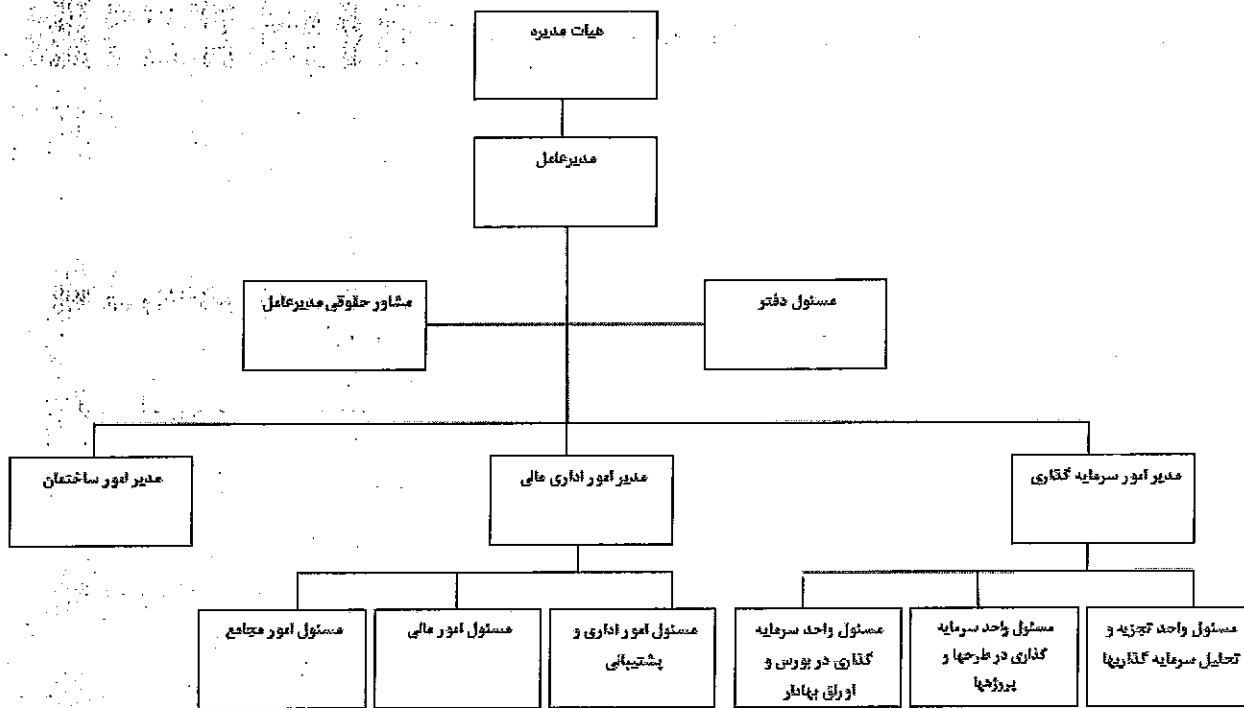 هیات مدیره
مدیرعامل
مسئول دفتر
مشاور حقوقی مدیرعامل
مدیر امور سرمایه گذاری
مدیر امور اداری مالی
مدیر امور ساختمان
مسئول واحد تجزیه و
تحلیل سرمایه گذاریها
مسئول واحد سرمایه
گذاری در طرحها و
پروژهها
مسئول واحد سرمایه
گذاری در بورس و
اوراق بهادار
مسئول امور اداری و
پشتیبانی
مسئول امور مالی
مسئول امور مجامع